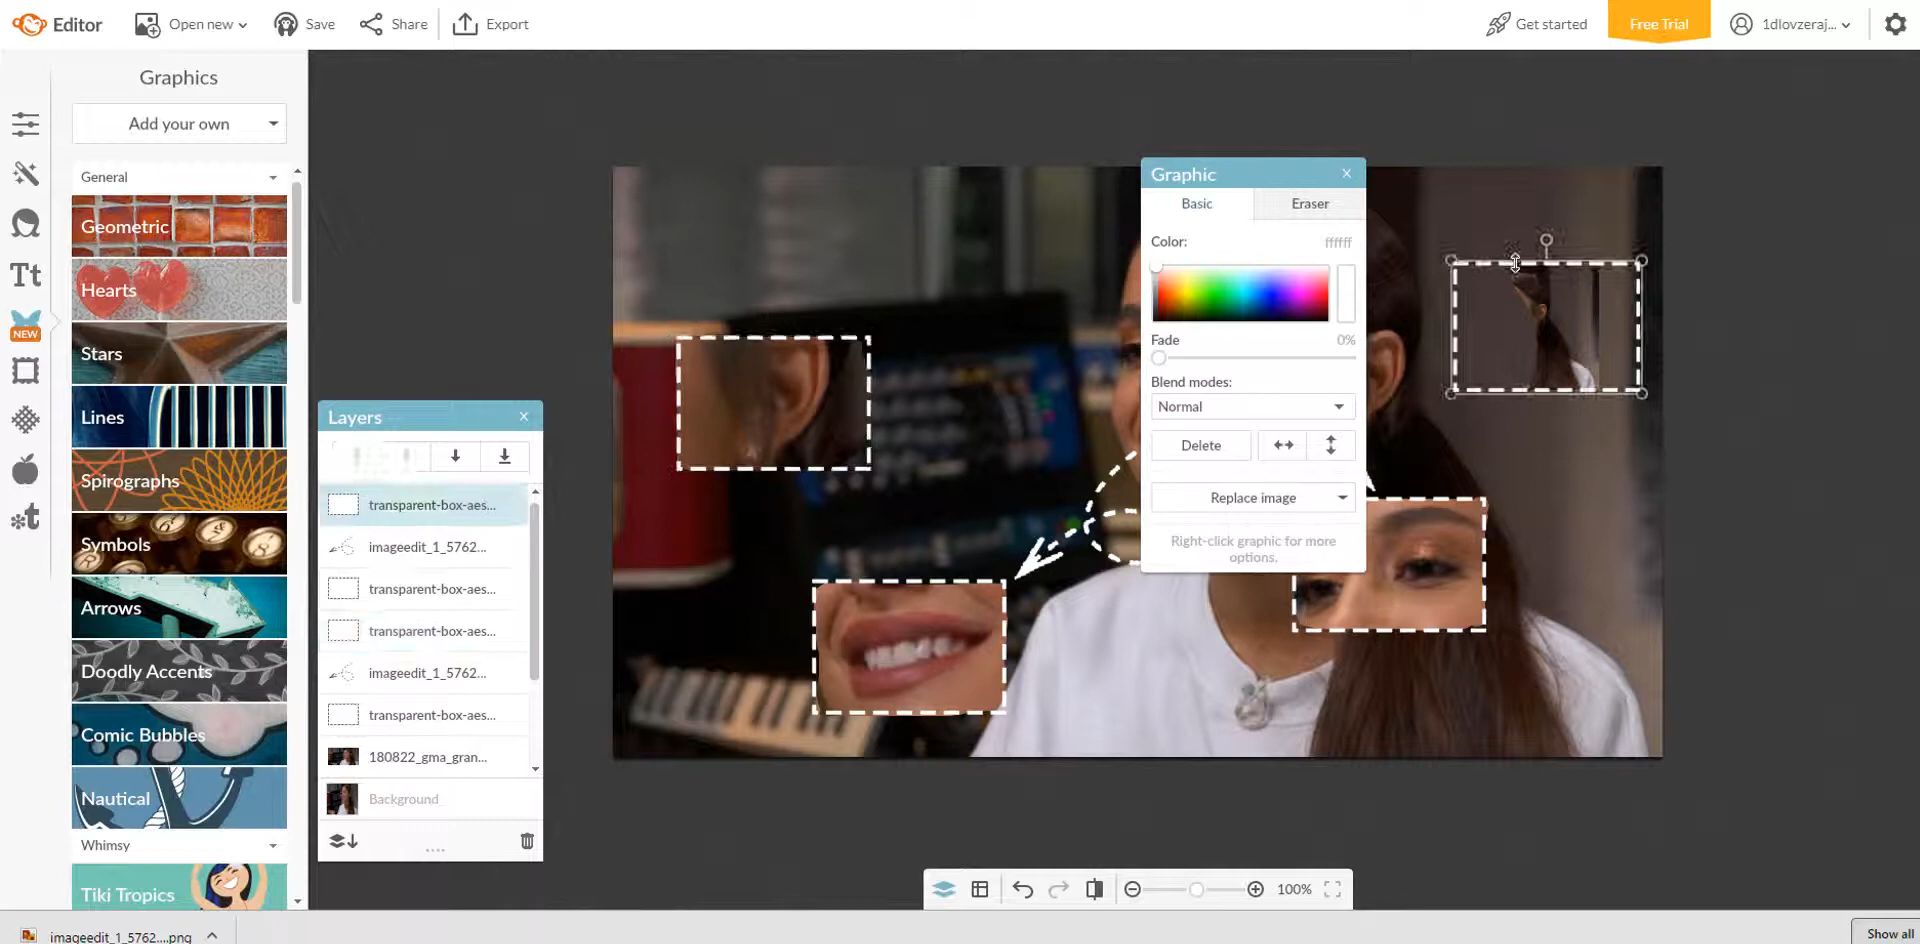 Editor
Open new
Save
Share
Export
Get started
Free Trial
1dlovzeraj...
Graphics
Add your own
General
Geometric
Hearts
Stars
Lines
Spirographs
Symbols
Arrows
Doodly Accents
Comic Bubbles
Nautical
Whimsy
Tiki Tropics
Tt
NEW
t
Layers
transparent-box-aes...
imageedit_1_5762...
transparent-box-aes...
transparent-box-aes...
imageedit_1_5762...
transparent-box-aes...
180822_gma_gran...
Background
Graphic
Basic
Eraser
Color:
ffffff
Fade
0%
Blend modes:
Normal
Delete
Replace image
Right-click graphic for more
options.
100%
imageedit_1_5762....png
Show all